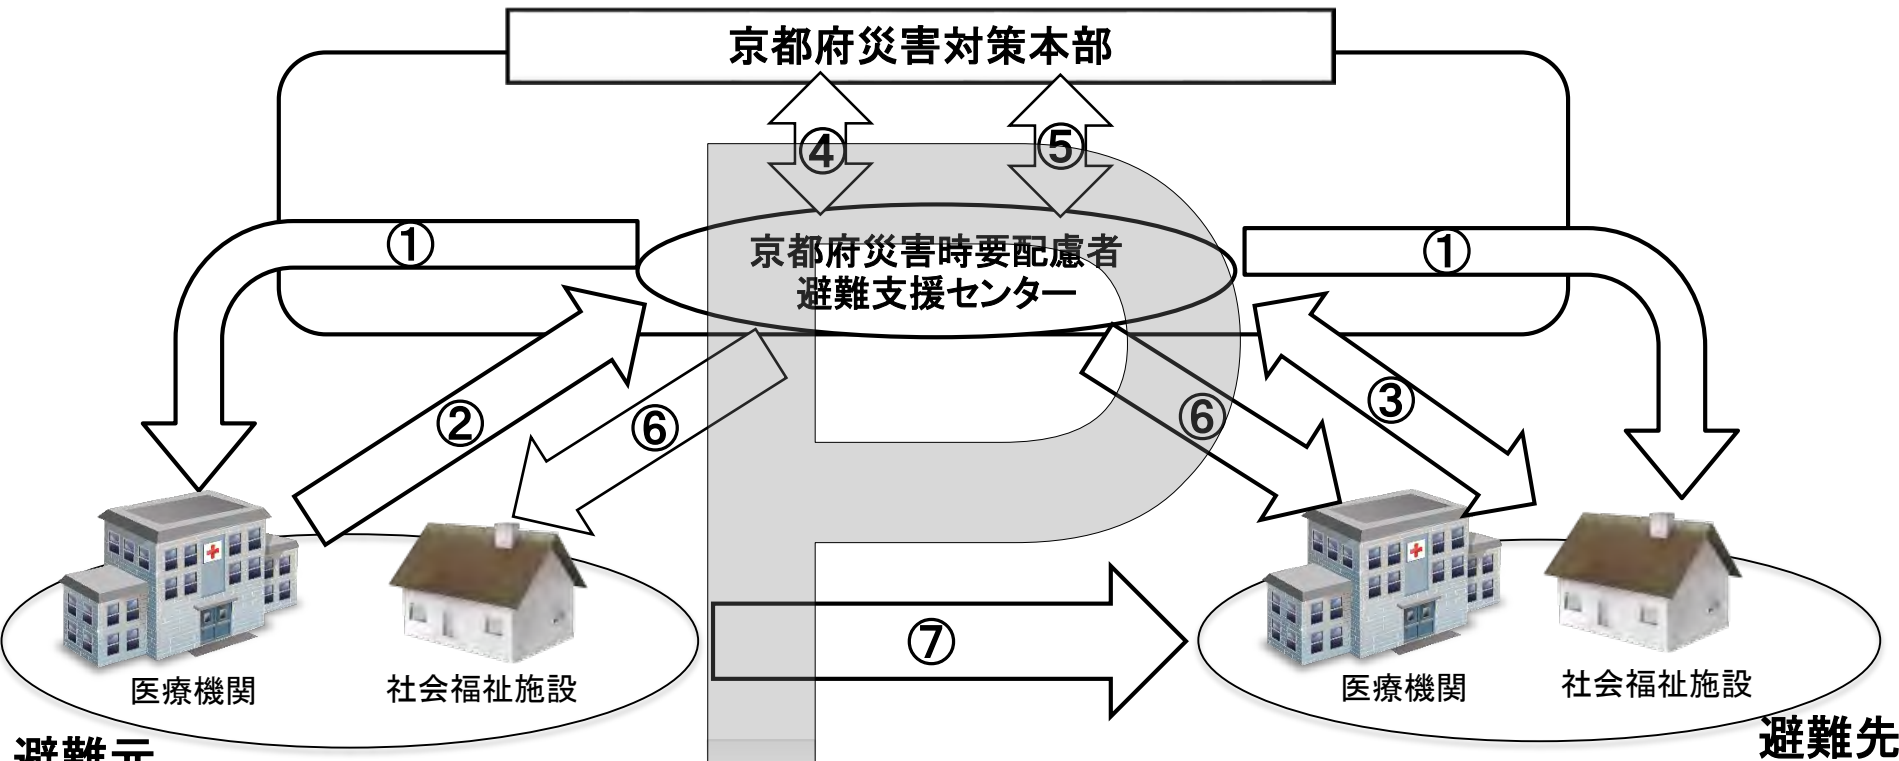 京都府災害対策本部
④
⑤
①
京都府災害時要配慮者
避難支援センター
①
②
⑥
⑥
③
⑦
医療機関
社会福祉施設
医療機関
社会福祉施設
避難元
避難先